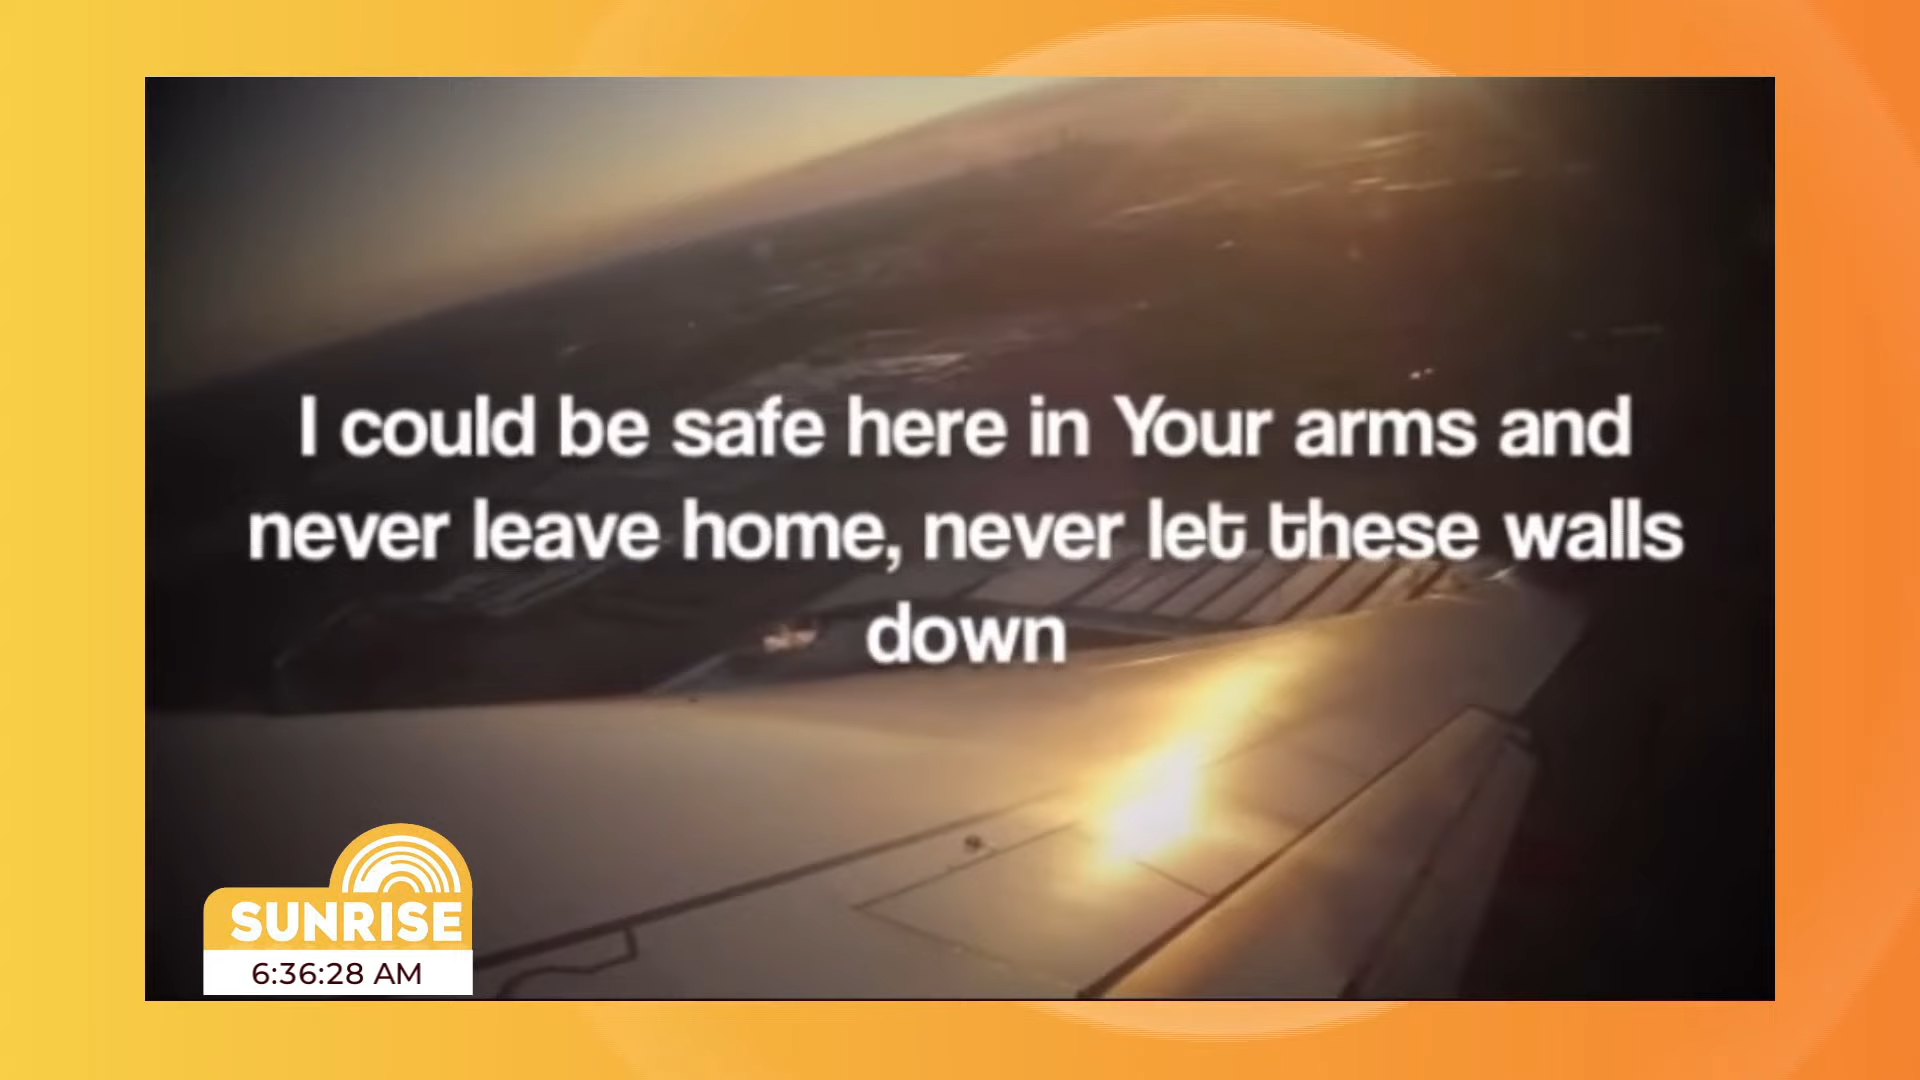 I could be safe here in Your arms and
never leave home, never let these walls
down
SUNRISE
6:36:28 AM